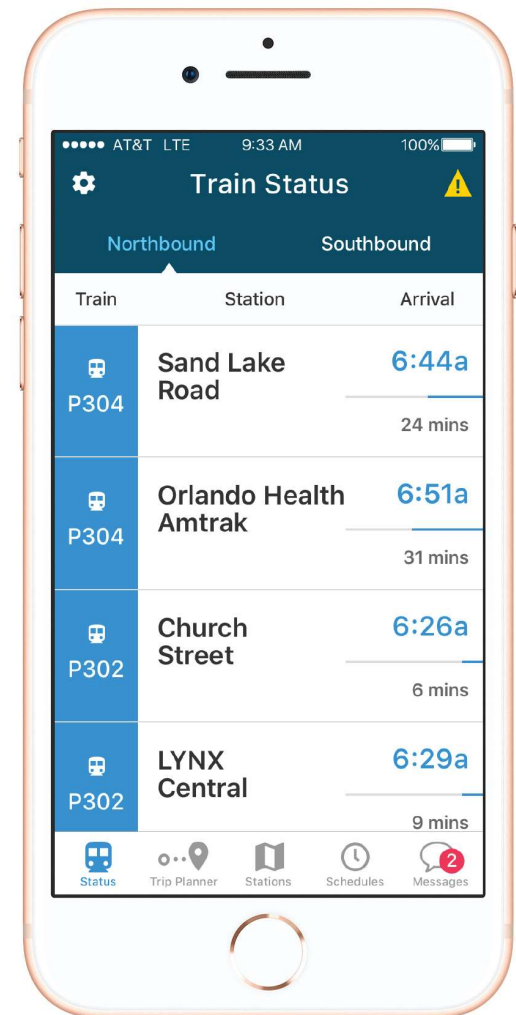 AT&T LTE 9:33 AM 100%
Train Status
Northbound Southbound
Train Station Arrival
P304
Sand Lake
Road
6:44a
24 mins
P304
Orlando Health
Amtrak
6:51a
31 mins
P302
Church
Street
6:26a
6 mins
P302
LYNX
Central
6:29a
9 mins
2
Status Trip Planner Stations Schedules Messages